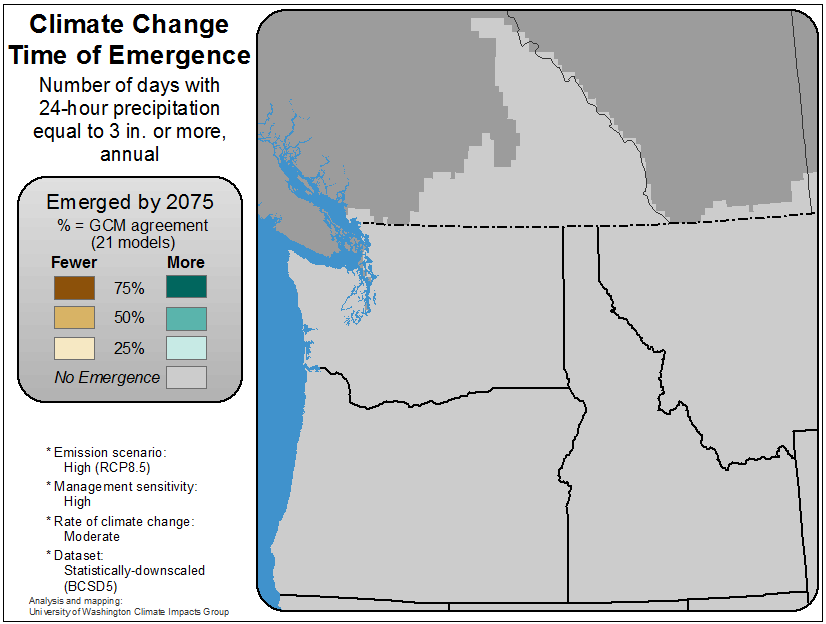 Climate Change
Time of Emergence
Number of days with
24-hour precipitation
equal to 3 in. or more,
annual
Emerged by 2075
% = GCM agreement
(21 models)
Fewer More
75%
50%
25%
No Emergence
* Emission scenario:
High (RCP8.5)
* Management sensitivity:
High
* Rate of climate change:
Moderate
* Dataset:
Statistically-downscaled
(BCSD5)
Analysis and mapping:
University of Washington Climate Impacts Group